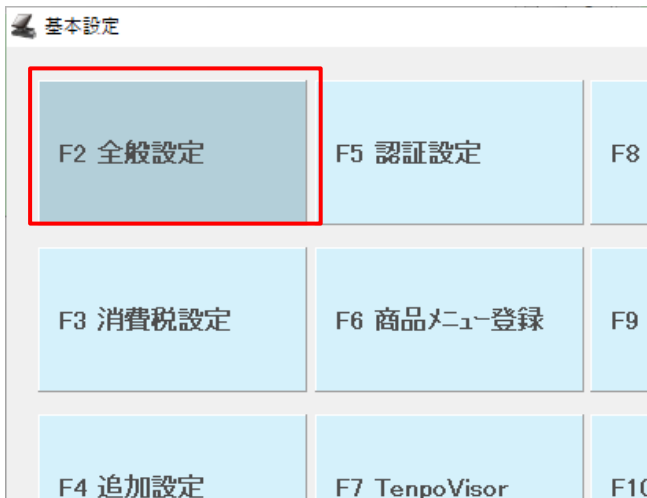 基本設定
F2 全般設定
F5 認証設定
F8
F3 消費税設定
F6 商品ﾒﾆｭｰ登録
F9
F4 追加設定
F7 TenpoVisor
F10